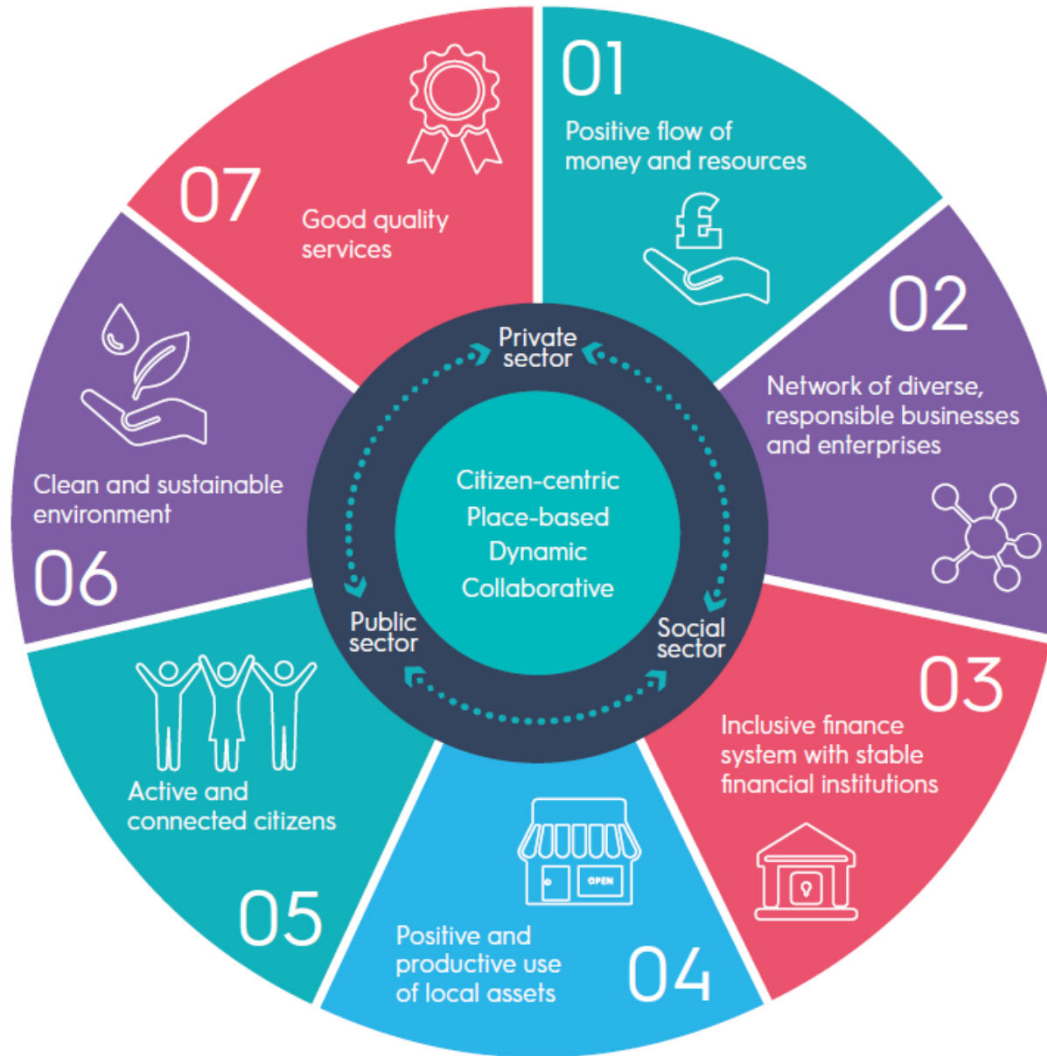 01
Positive flow of
money and resources
£
02
Network of diverse,
responsible businesses
and enterprises
03
Inclusive finance
system with stable
financial institutions
04
Positive and
productive use
of local assets
OPEN
05
Active and
connected citizens
06
Clean and sustainable
environment
07
Good quality
services
Private
sector
Social
sector
Public
sector
Citizen-centric
Place-based
Dynamic
Collaborative